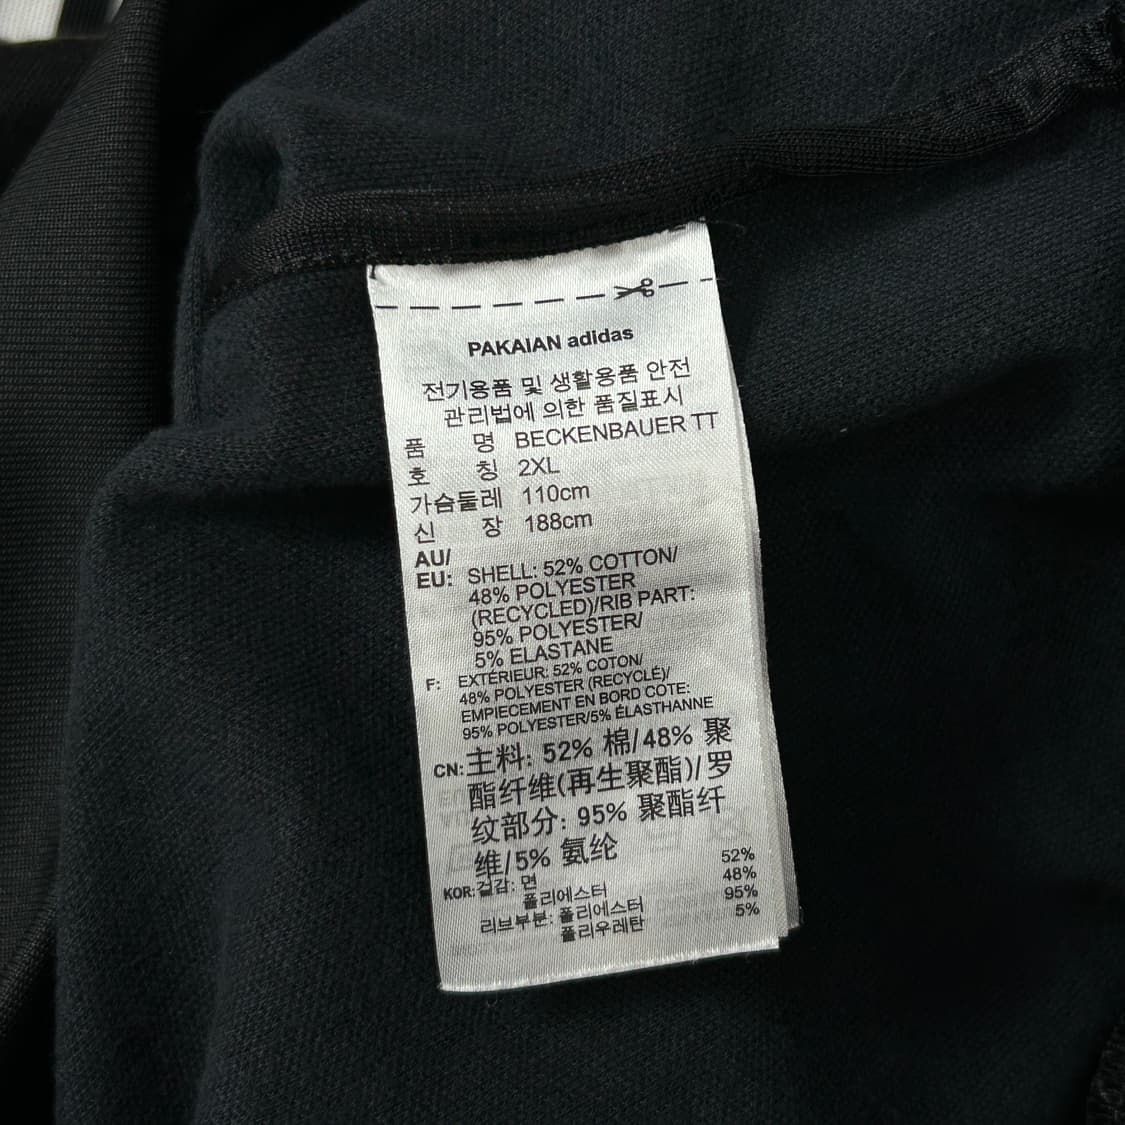 PAKAIAN adidas
전기용품 및 생활용품 안전
관리법에 의한 품질표시
품 명 BECKENBAUER TT
호 칭 2XL
가슴둘레 110cm
신 장 188cm
AU/
EU: SHELL: 52% COTTON/
48% POLYESTER
(RECYCLED)/RIB PART:
95% POLYESTER/
5% ELASTANE
F: EXTÉRIEUR: 52% COTON/
48% POLYESTER (RECYCLÉ)/
EMPIECEMENT EN BORD COTE:
95% POLYESTER/5% ÉLASTHANNE
CN: 主料: 52% 棉/48% 聚
酯纤维(再生聚酯)/罗
纹部分: 95% 聚酯纤
维/5% 氨纶
KOR: 겉감: 면 52%
폴리에스터 48%
리브부분: 폴리에스터 95%
폴리우레탄 5%